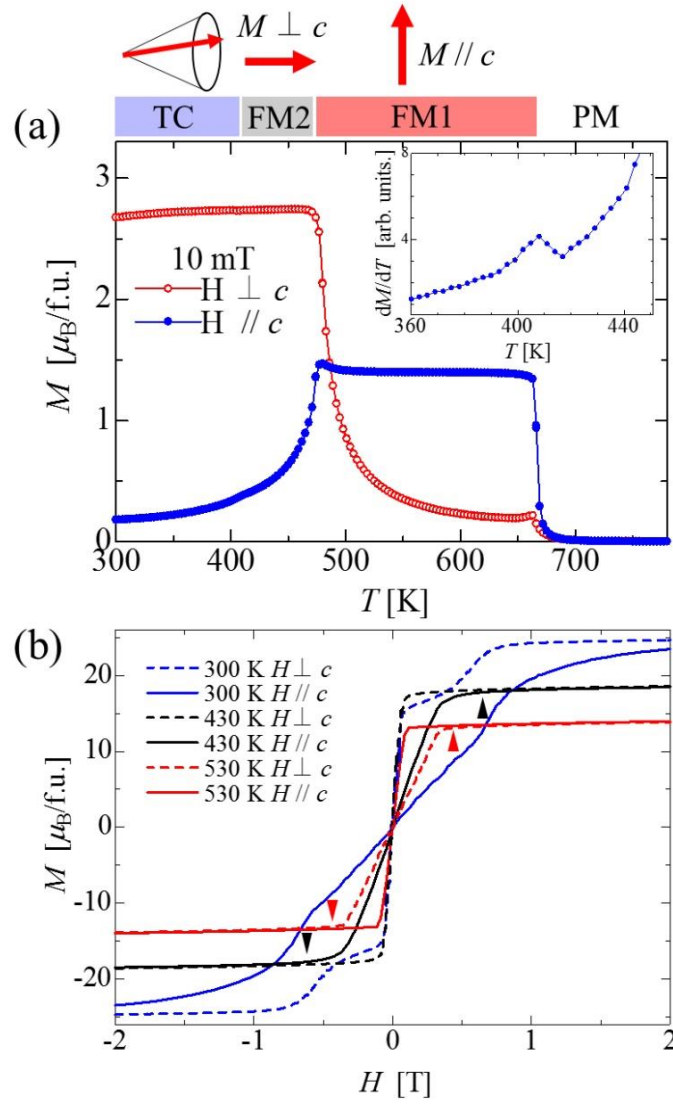 M ⊥ c
M // c
TC FM2 FM1 PM
(a)
3
2
1
0
M [μB/f.u.]
10 mT
H ⊥ c
H // c
8
4
dM/dT [arb. units.]
360 400 440
T [K]
300 400 500 600 700
T [K]
(b)
20
10
0
-10
-20
M [μB/f.u.]
300 K H ⊥ c
300 K H // c
430 K H ⊥ c
430 K H // c
530 K H ⊥ c
530 K H // c
-2 -1 0 1 2
H [T]